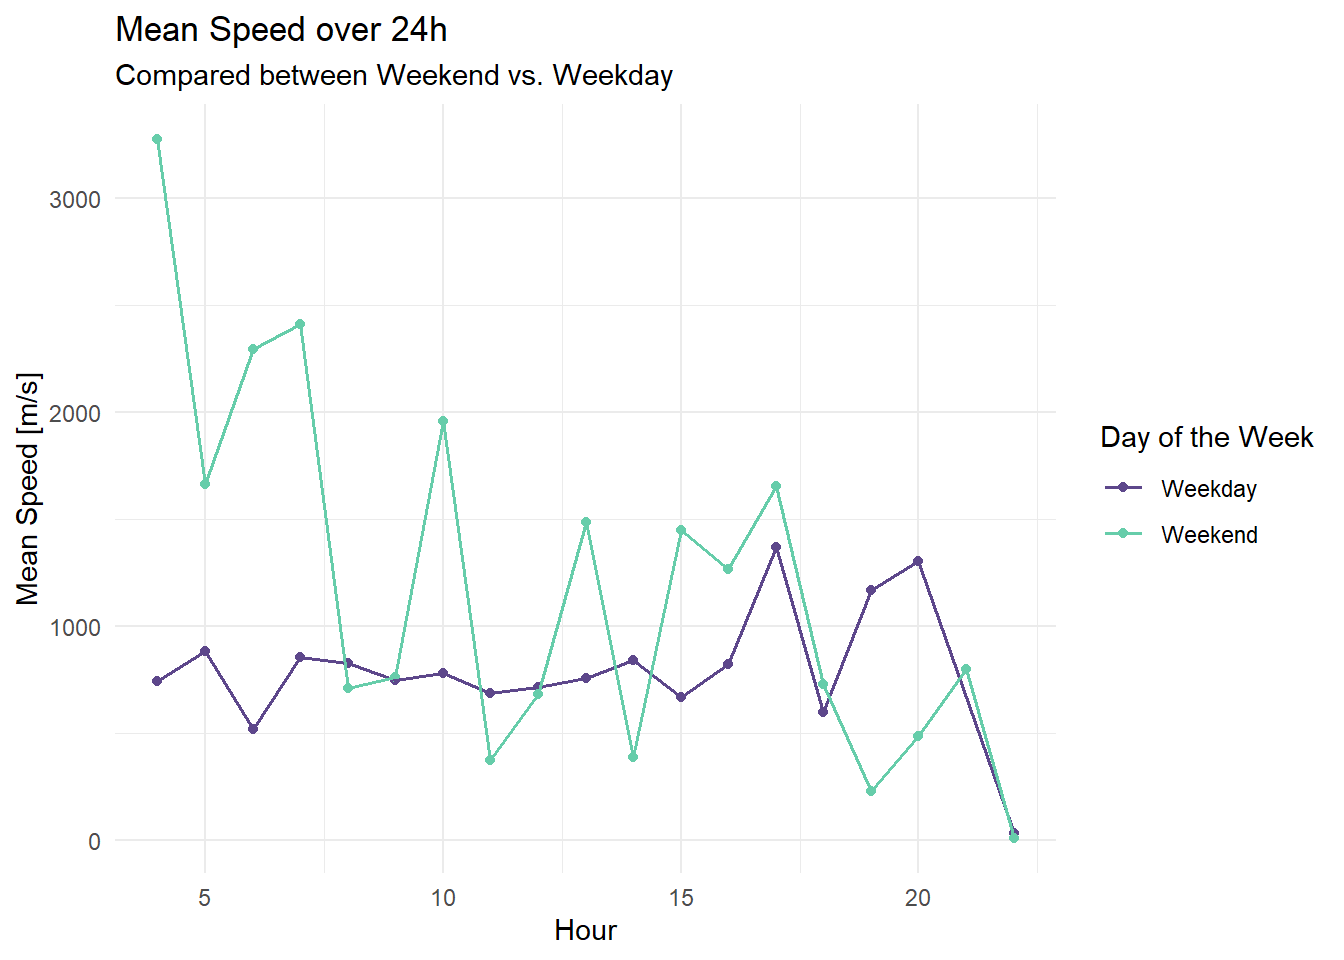 Mean Speed over 24h
Compared between Weekend vs. Weekday
3000
2000
1000
0
Mean Speed [m/s]
5
10
15
20
Hour
Day of the Week
Weekday
Weekend